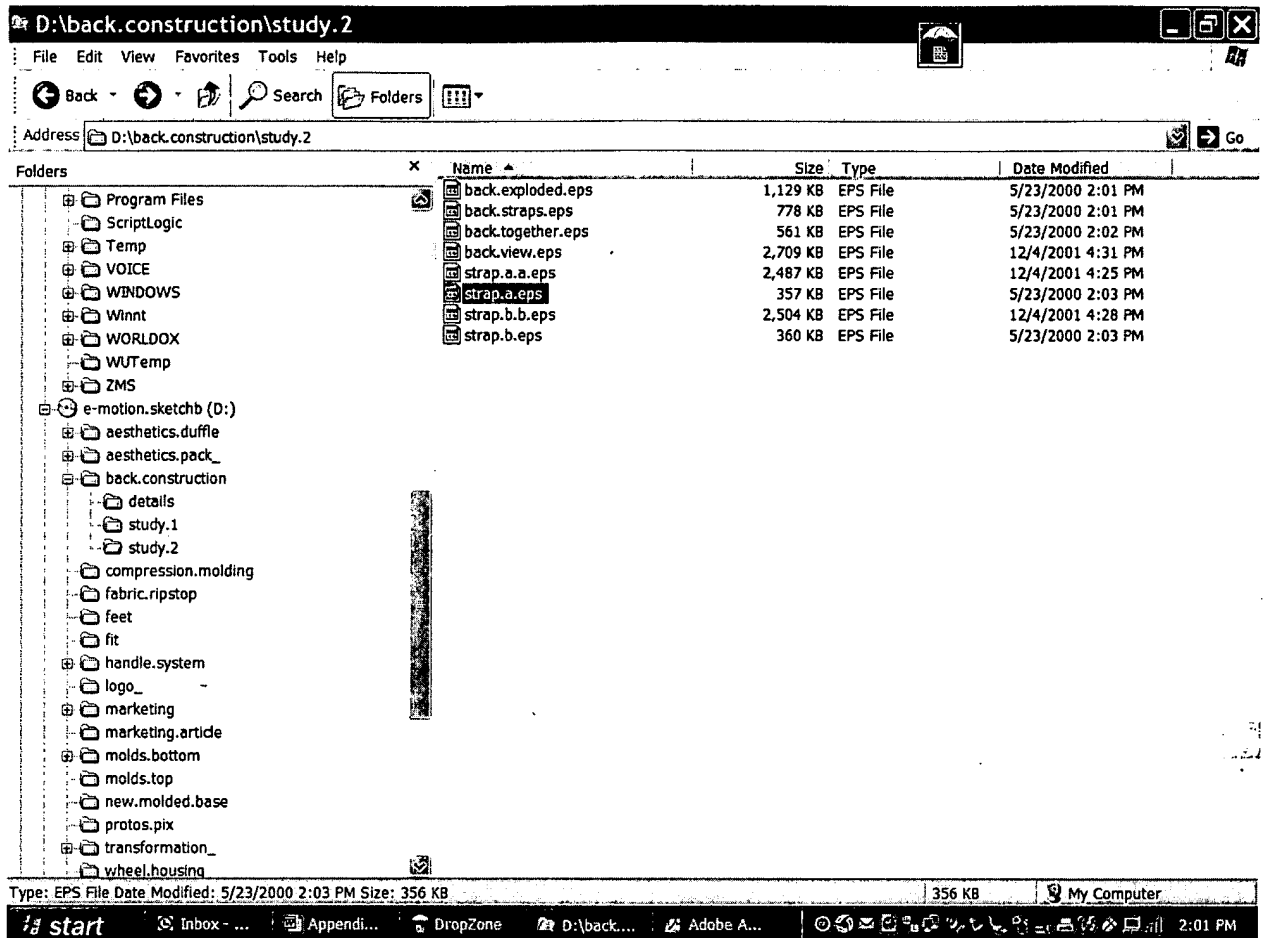 D:\back.construction\study.2
File Edit View Favorites Tools Help
Back Search Folders
Address D:\back.construction\study.2 Go
Folders x
Program Files
ScriptLogic
Temp
VOICE
WINDOWS
Winnt
WORLDOX
WUTemp
ZMS
e-motion.sketchb (D:)
aesthetics.duffle
aesthetics.pack_
back.construction
details
study.1
study.2
compression.molding
fabric.ripstop
feet
fit
handle.system
logo_
marketing
marketing.article
molds.bottom
molds.top
new.molded.base
protos.pix
transformation_
wheel.housing
Name Size Type Date Modified
back.exploded.eps 1,129 KB EPS File 5/23/2000 2:01 PM
back.straps.eps 778 KB EPS File 5/23/2000 2:01 PM
back.together.eps 561 KB EPS File 5/23/2000 2:02 PM
back.view.eps 2,709 KB EPS File 12/4/2001 4:31 PM
strap.a.a.eps 2,487 KB EPS File 12/4/2001 4:25 PM
strap.a.eps 357 KB EPS File 5/23/2000 2:03 PM
strap.b.b.eps 2,504 KB EPS File 12/4/2001 4:28 PM
strap.b.eps 360 KB EPS File 5/23/2000 2:03 PM
Type: EPS File Date Modified: 5/23/2000 2:03 PM Size: 356 KB 356 KB My Computer
start Inbox - ... Appendi... DropZone D:\back.... Adobe A... 2:01 PM